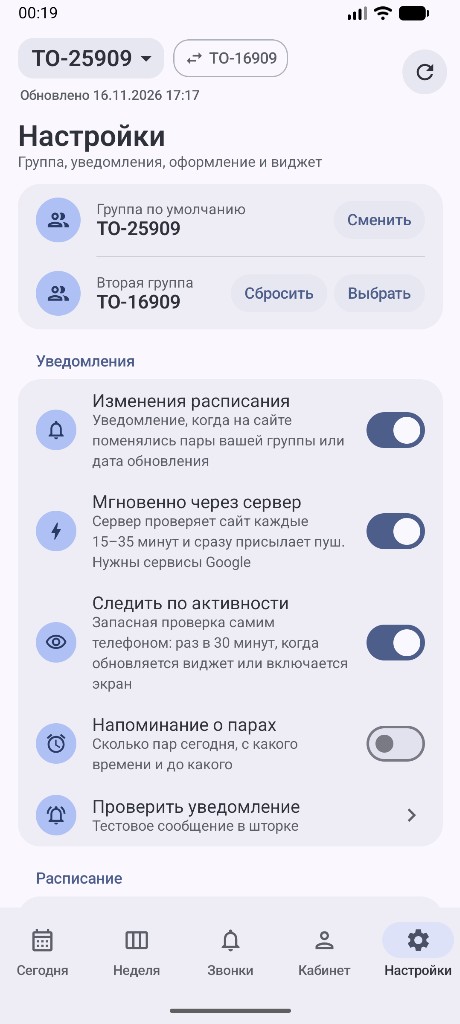 00:19
ТО-25909
ТО-16909
Обновлено 16.11.2026 17:17
Настройки
Группа, уведомления, оформление и виджет
Группа по умолчанию
ТО-25909
Сменить
Вторая группа
ТО-16909
Сбросить
Выбрать
Уведомления
Изменения расписания
Уведомление, когда на сайте
поменялись пары вашей группы или
дата обновления
Мгновенно через сервер
Сервер проверяет сайт каждые
15–35 минут и сразу присылает пуш.
Нужны сервисы Google
Следить по активности
Запасная проверка самим
телефоном: раз в 30 минут, когда
обновляется виджет или включается
экран
Напоминание о парах
Сколько пар сегодня, с какого
времени и до какого
Проверить уведомление
Тестовое сообщение в шторке
Расписание
Сегодня
Неделя
Звонки
Кабинет
Настройки